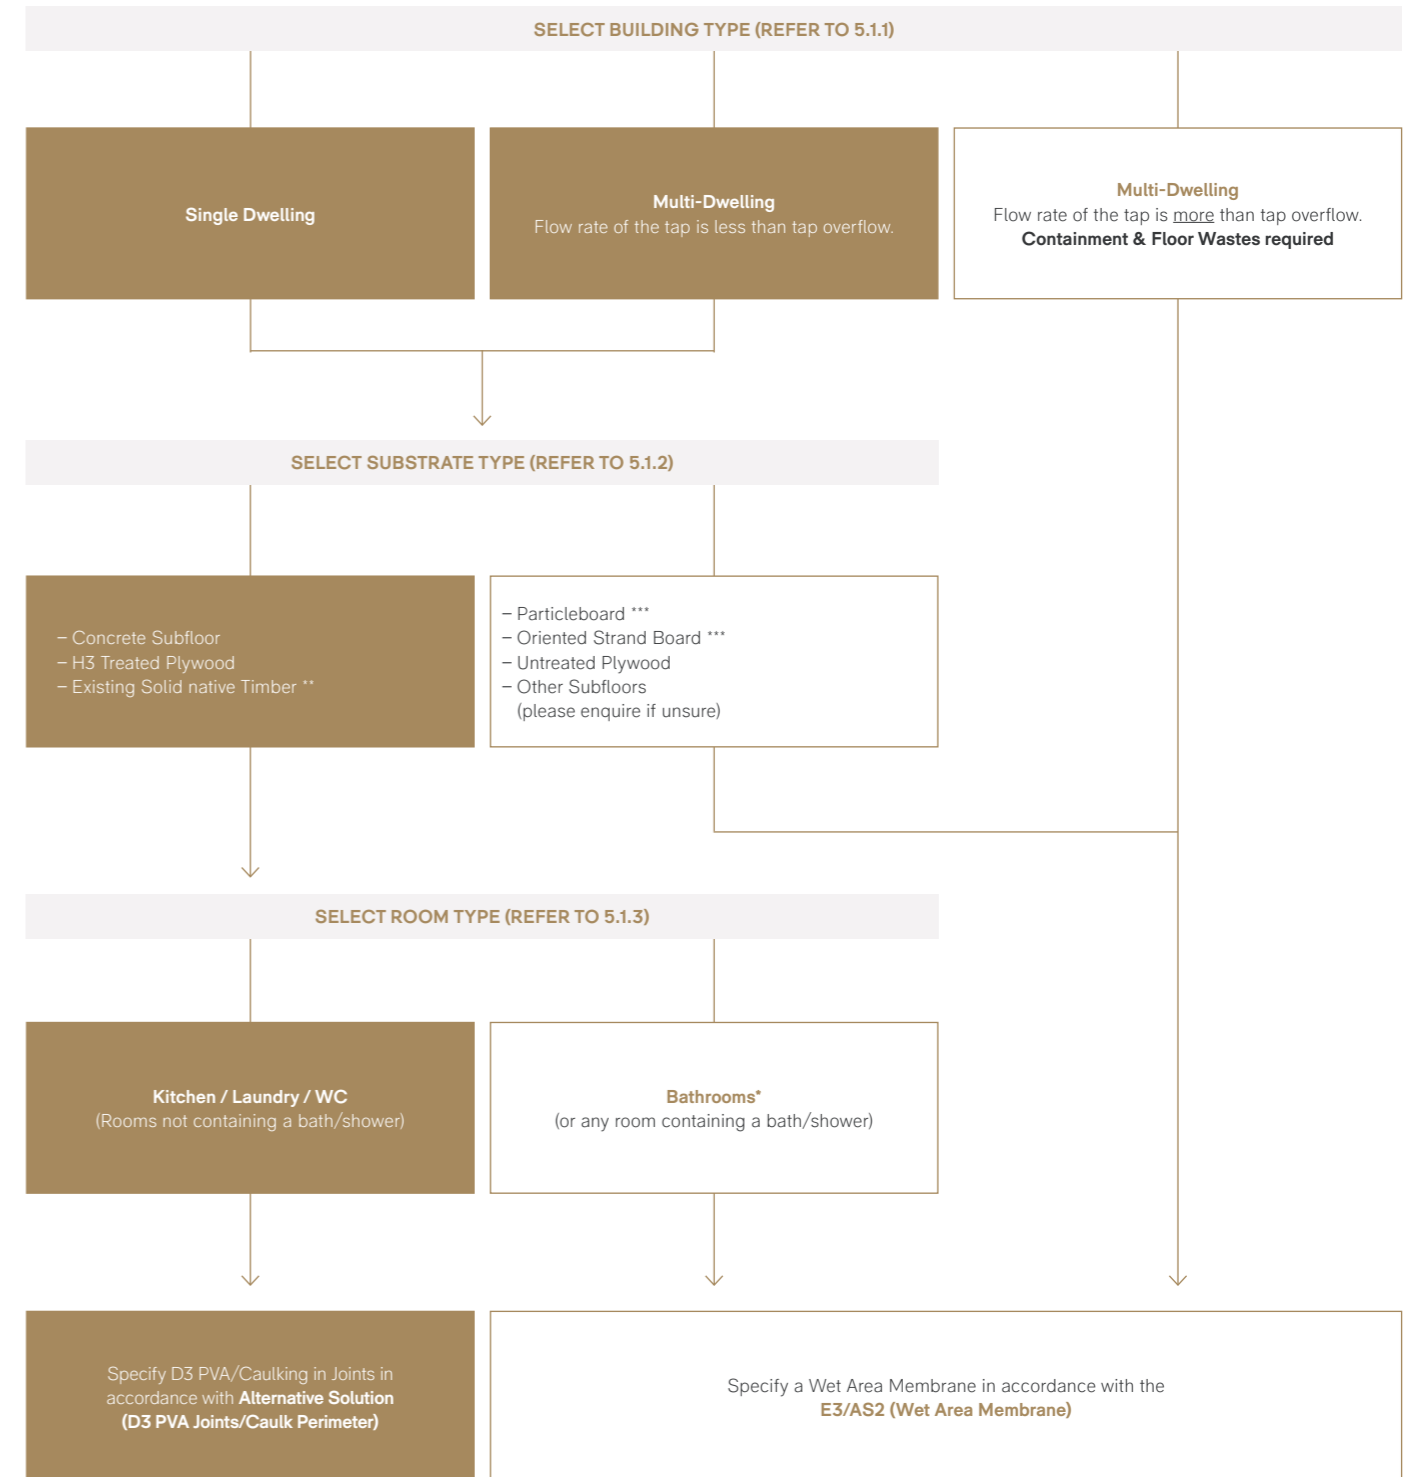 SELECT BUILDING TYPE (REFER TO 5.1.1)
Single Dwelling
Multi-Dwelling
Flow rate of the tap is less than tap overflow.
Multi-Dwelling
Flow rate of the tap is more than tap overflow.
Containment & Floor Wastes required
SELECT SUBSTRATE TYPE (REFER TO 5.1.2)
– Concrete Subfloor
– H3 Treated Plywood
– Existing Solid native Timber **
– Particleboard ***
– Oriented Strand Board ***
– Untreated Plywood
– Other Subfloors
(please enquire if unsure)
SELECT ROOM TYPE (REFER TO 5.1.3)
Kitchen / Laundry / WC
(Rooms not containing a bath/shower)
Bathrooms*
(or any room containing a bath/shower)
Specify D3 PVA/Caulking in Joints in
accordance with Alternative Solution
(D3 PVA Joints/Caulk Perimeter)
Specify a Wet Area Membrane in accordance with the
E3/AS2 (Wet Area Membrane)